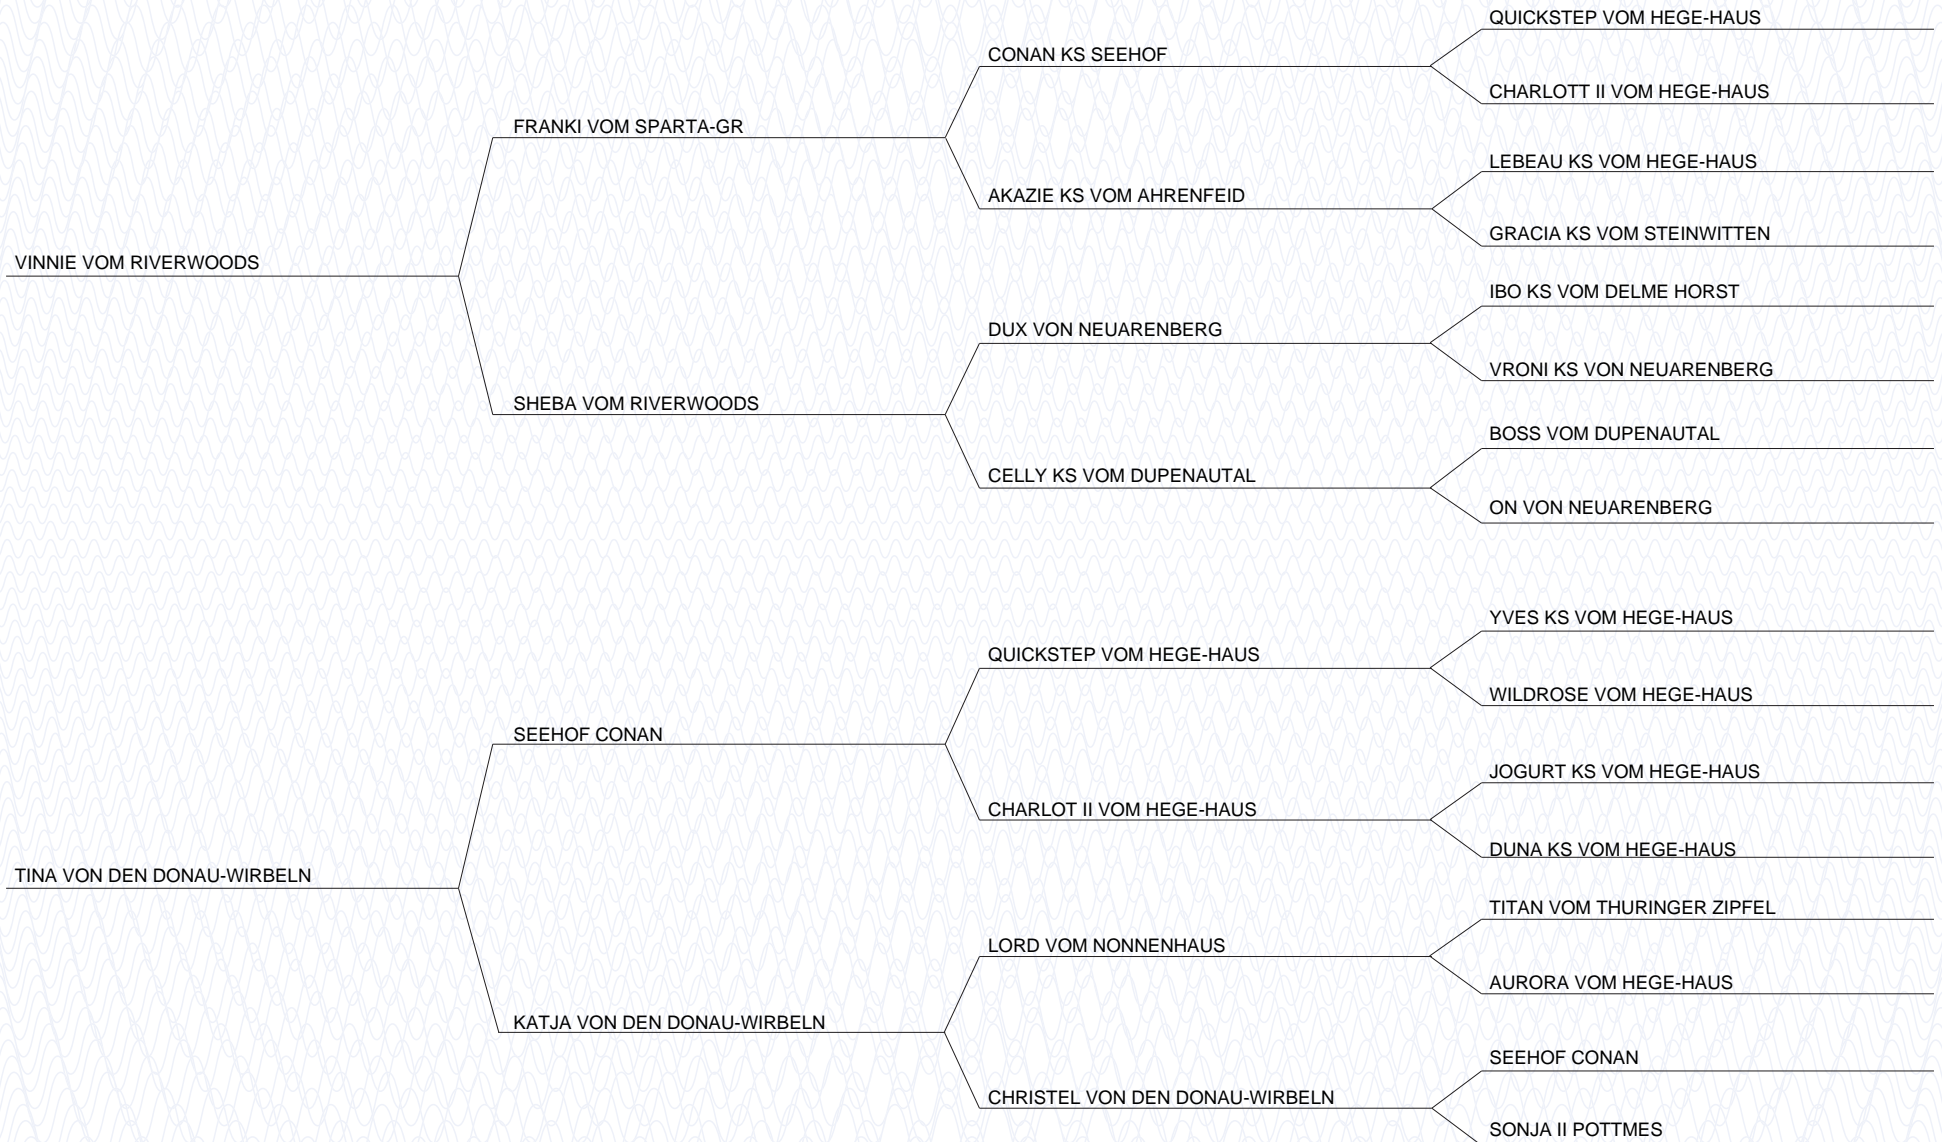 QUICKSTEP VOM HEGE-HAUS
CONAN KS SEEHOF
CHARLOTT II VOM HEGE-HAUS
FRANKI VOM SPARTA-GR
LEBEAU KS VOM HEGE-HAUS
AKAZIE KS VOM AHRENFEID
GRACIA KS VOM STEINWITTEN
VINNIE VOM RIVERWOODS
IBO KS VOM DELME HORST
DUX VON NEUARENBERG
VRONI KS VON NEUARENBERG
SHEBA VOM RIVERWOODS
BOSS VOM DUPENAUTAL
CELLY KS VOM DUPENAUTAL
ON VON NEUARENBERG
YVES KS VOM HEGE-HAUS
QUICKSTEP VOM HEGE-HAUS
WILDROSE VOM HEGE-HAUS
SEEHOF CONAN
JOGURT KS VOM HEGE-HAUS
CHARLOT II VOM HEGE-HAUS
DUNA KS VOM HEGE-HAUS
TINA VON DEN DONAU-WIRBELN
TITAN VOM THURINGER ZIPFEL
LORD VOM NONNENHAUS
AURORA VOM HEGE-HAUS
KATJA VON DEN DONAU-WIRBELN
SEEHOF CONAN
CHRISTEL VON DEN DONAU-WIRBELN
SONJA II POTTMES